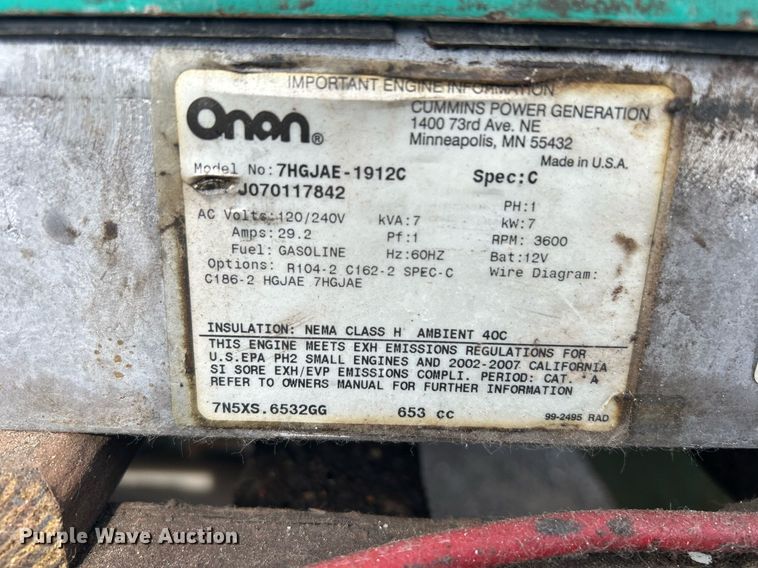 IMPORTANT ENGINE INFORMATION
Onan®
CUMMINS POWER GENERATION
1400 73rd Ave. NE
Minneapolis, MN 55432
Made in U.S.A.
Model No: 7HGJAE-1912C Spec:C
J070117842
PH:1
AC Volts:120/240V kVA:7 kW:7
Amps:29.2 Pf:1 RPM: 3600
Fuel: GASOLINE Hz:60HZ Bat:12V
Options: R104-2 C162-2 SPEC-C Wire Diagram:
C186-2 HGJAE 7HGJAE
INSULATION: NEMA CLASS H AMBIENT 40C
THIS ENGINE MEETS EXH EMISSIONS REGULATIONS FOR
U.S.EPA PH2 SMALL ENGINES AND 2002-2007 CALIFORNIA
SI SORE EXH/EVP EMISSIONS COMPLI. PERIOD: CAT. A
REFER TO OWNERS MANUAL FOR FURTHER INFORMATION
7N5XS.6532GG 653 cc 99-2495 RAD
Purple Wave Auction